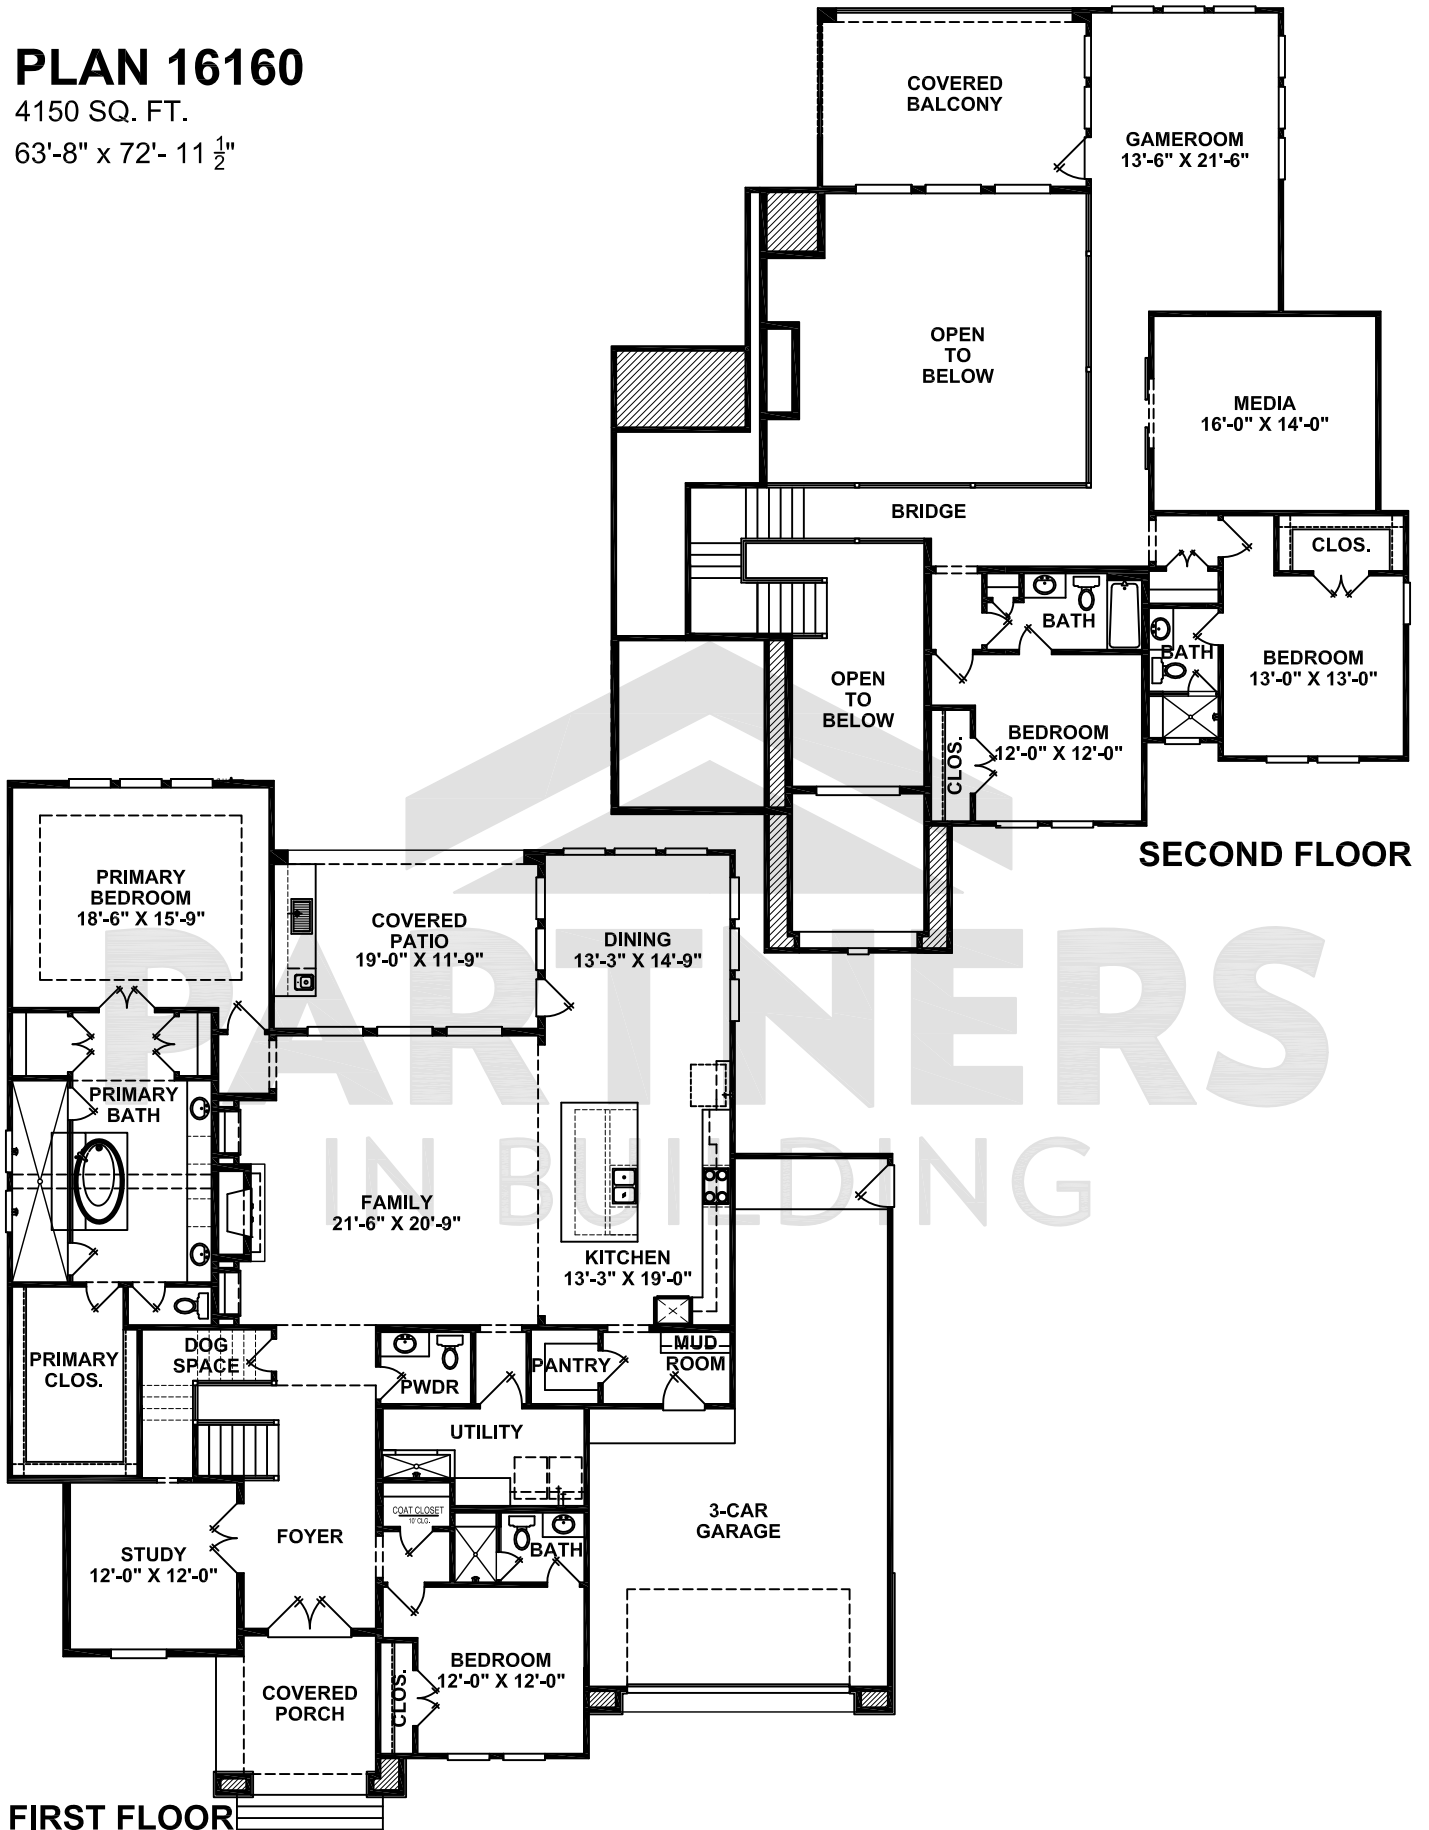 PLAN 16160
4150 SQ. FT.
63'-8" x 72'- 11 1/2"
COVERED
BALCONY
GAMEROOM
13'-6" X 21'-6"
OPEN
TO
BELOW
MEDIA
16'-0" X 14'-0"
BRIDGE
CLOS.
BATH
BATH
BEDROOM
13'-0" X 13'-0"
OPEN
TO
BELOW
BEDROOM
12'-0" X 12'-0"
CLOS.
SECOND FLOOR
PRIMARY
BEDROOM
18'-6" X 15'-9"
COVERED
PATIO
19'-0" X 11'-9"
DINING
13'-3" X 14'-9"
PARTNERS
IN BUILDING
PRIMARY
BATH
FAMILY
21'-6" X 20'-9"
KITCHEN
13'-3" X 19'-0"
DOG
SPACE
PRIMARY
CLOS.
PWDR
PANTRY
MUD
ROOM
UTILITY
COAT CLOSET
10' CLG.
3-CAR
GARAGE
FOYER
BATH
STUDY
12'-0" X 12'-0"
BEDROOM
12'-0" X 12'-0"
CLOS.
COVERED
PORCH
FIRST FLOOR